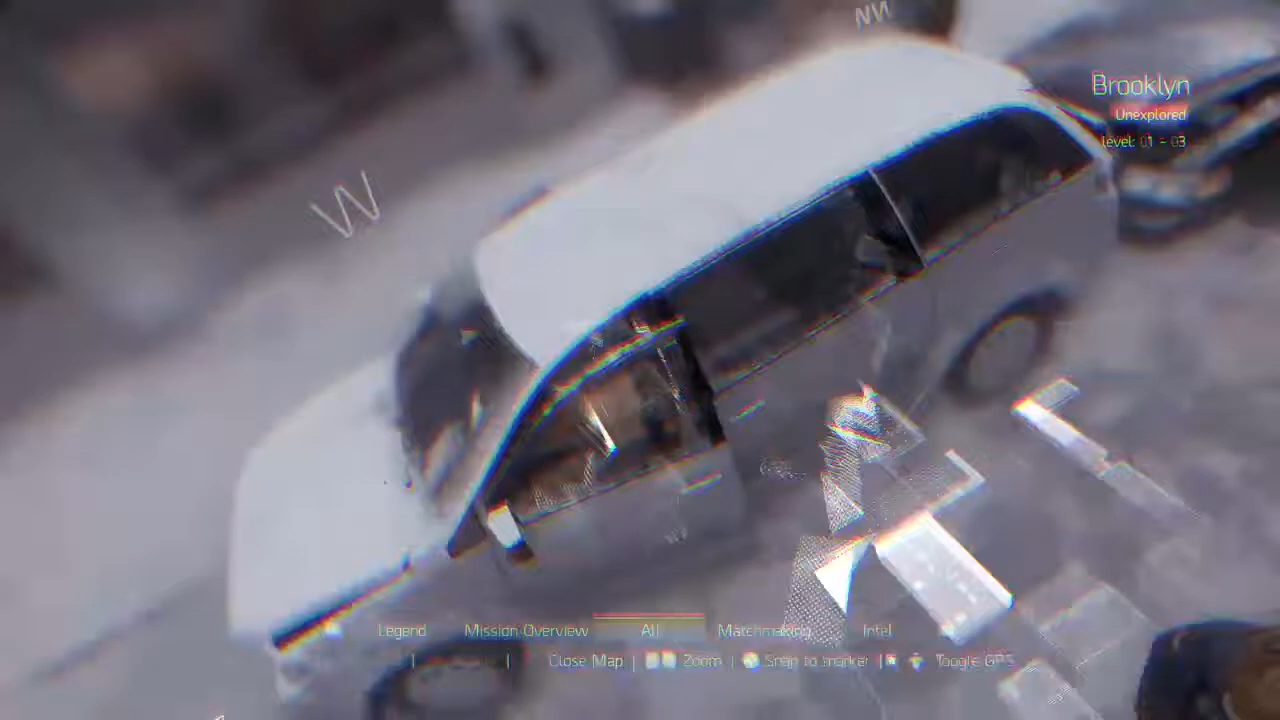 NW
Brooklyn
Unexplored
level: 01 - 03
W
Legend Mission Overview All Matchmaking Intel
Close Map | Zoom | Snap to marker | Toggle GPS